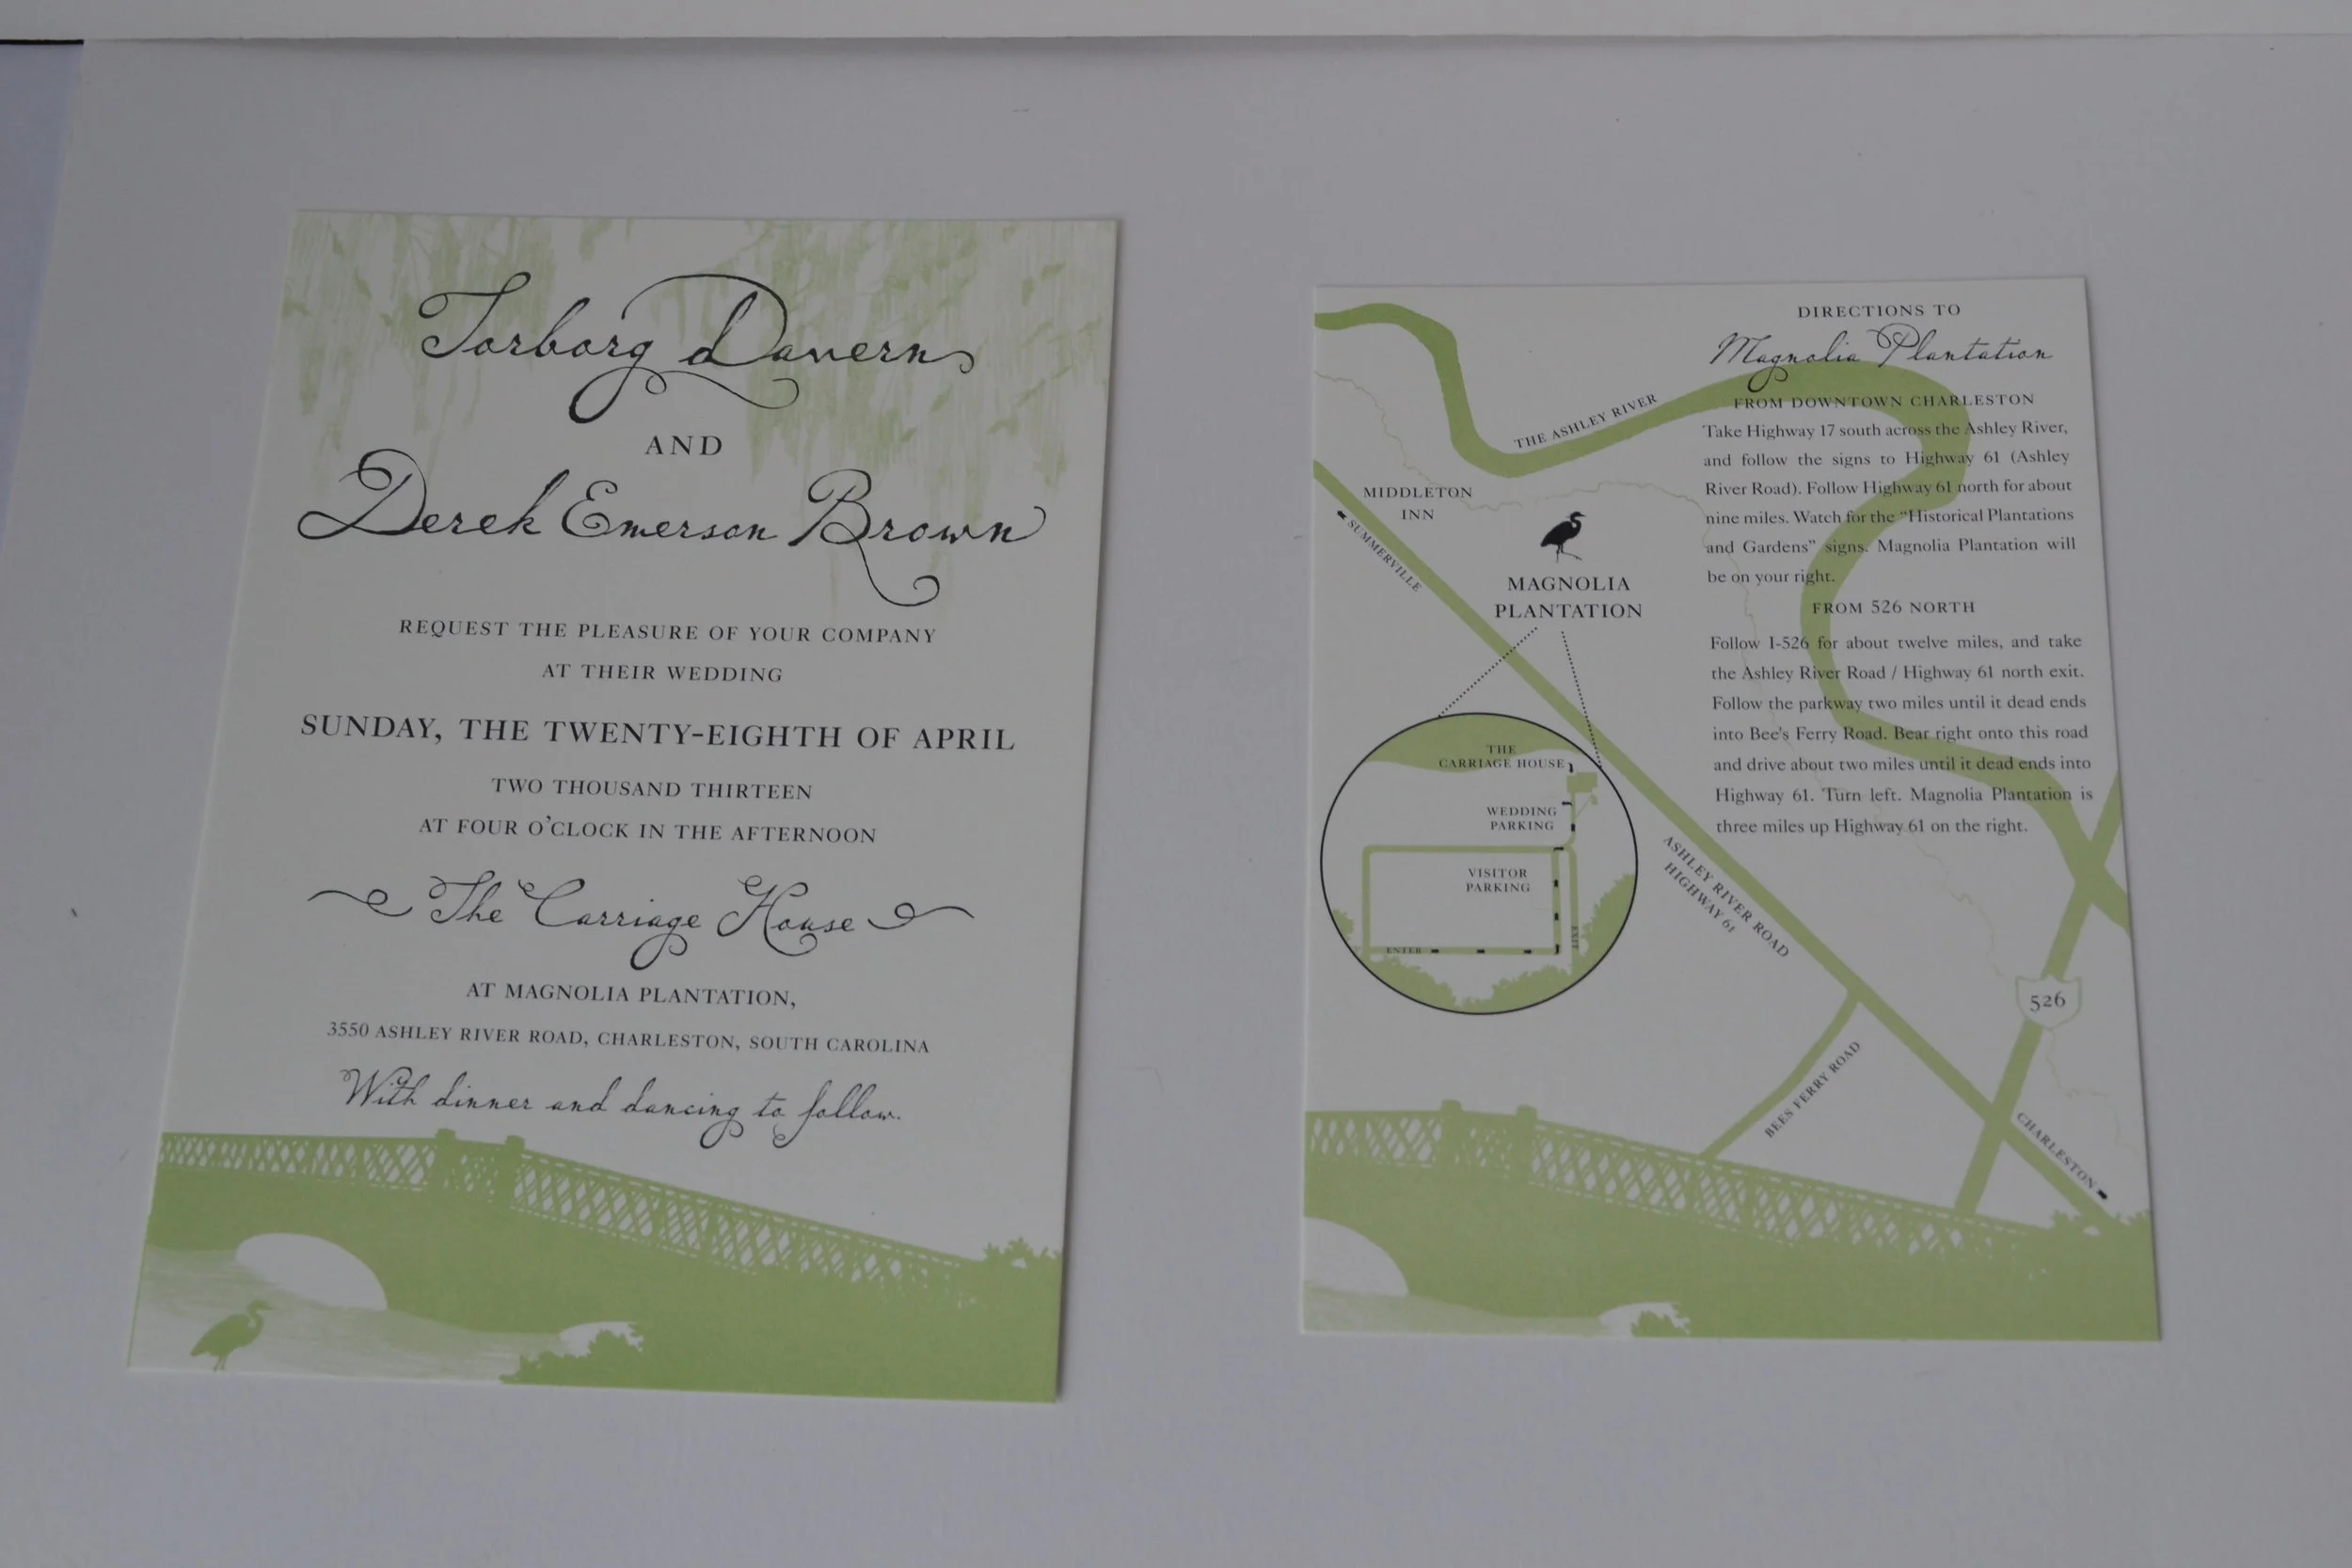 Torborg Davern
AND
Derek Emerson Brown
REQUEST THE PLEASURE OF YOUR COMPANY
AT THEIR WEDDING
SUNDAY, THE TWENTY-EIGHTH OF APRIL
TWO THOUSAND THIRTEEN
AT FOUR O'CLOCK IN THE AFTERNOON
The Carriage House
AT MAGNOLIA PLANTATION,
3550 ASHLEY RIVER ROAD, CHARLESTON, SOUTH CAROLINA
With dinner and dancing to follow.
DIRECTIONS TO
Magnolia Plantation
FROM DOWNTOWN CHARLESTON
Take Highway 17 south across the Ashley River,
and follow the signs to Highway 61 (Ashley
River Road). Follow Highway 61 north for about
nine miles. Watch for the "Historical Plantations
and Gardens" signs. Magnolia Plantation will
be on your right.
FROM 526 NORTH
Follow I-526 for about twelve miles, and take
the Ashley River Road / Highway 61 north exit.
Follow the parkway two miles until it dead ends
into Bee's Ferry Road. Bear right onto this road
and drive about two miles until it dead ends into
Highway 61. Turn left. Magnolia Plantation is
three miles up Highway 61 on the right.
THE ASHLEY RIVER
MIDDLETON
INN
SUMMERVILLE
MAGNOLIA
PLANTATION
THE
CARRIAGE HOUSE
WEDDING
PARKING
VISITOR
PARKING
ENTER
EXIT
ASHLEY RIVER ROAD
HIGHWAY 61
526
BEES FERRY ROAD
CHARLESTON